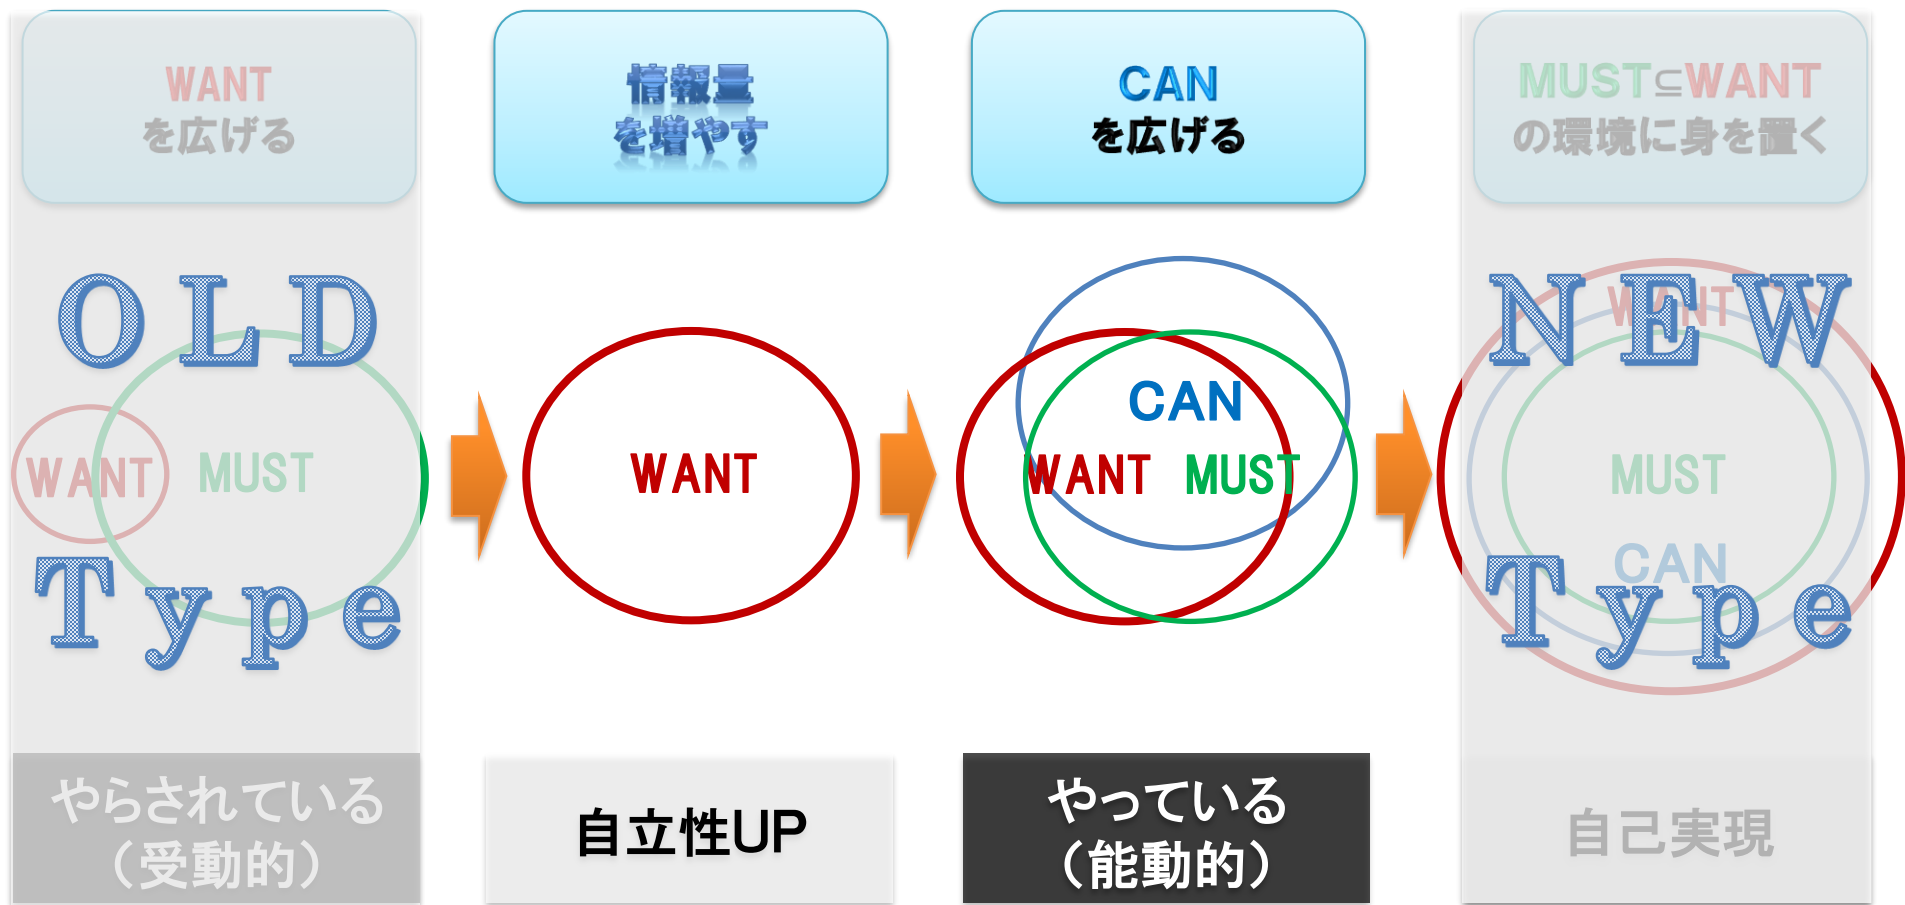 WANT
を広げる
OLD
WANT
MUST
Type
やらされている
（受動的）
情報量
を増やす
WANT
自立性UP
CAN
を広げる
CAN
WANT
MUST
やっている
（能動的）
MUST⊆WANT
の環境に身を置く
NEW
WANT
MUST
CAN
Type
自己実現